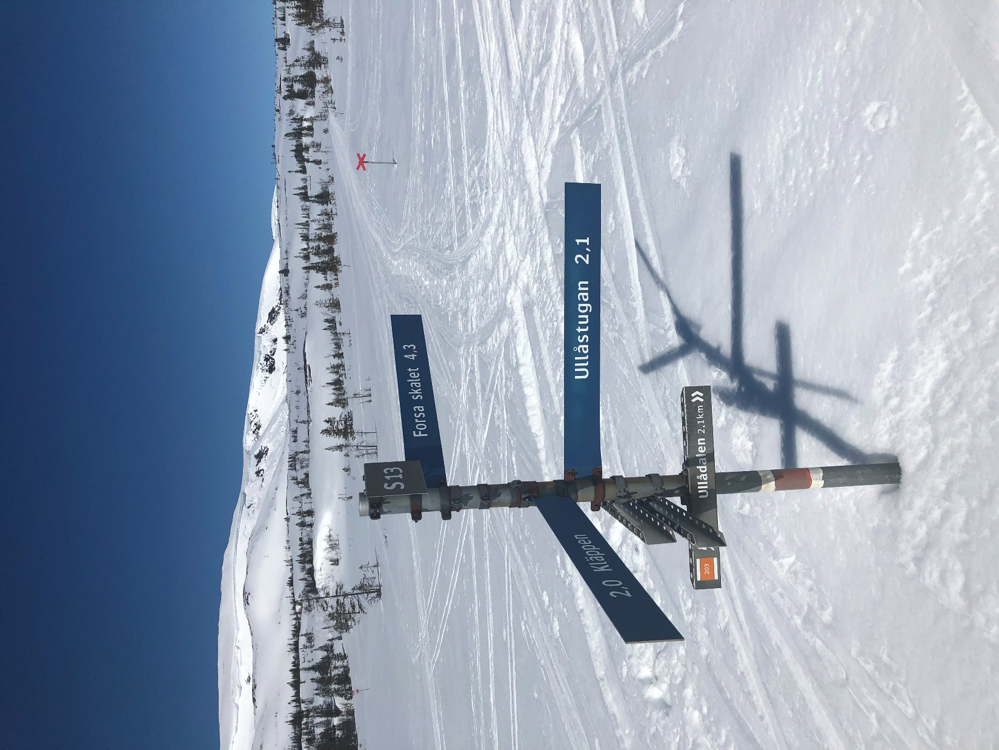 S13
Forsa skalet 4,3
Ullåstugan 2,1
2,0 Kläppen
Ullådalen 2,1km
203